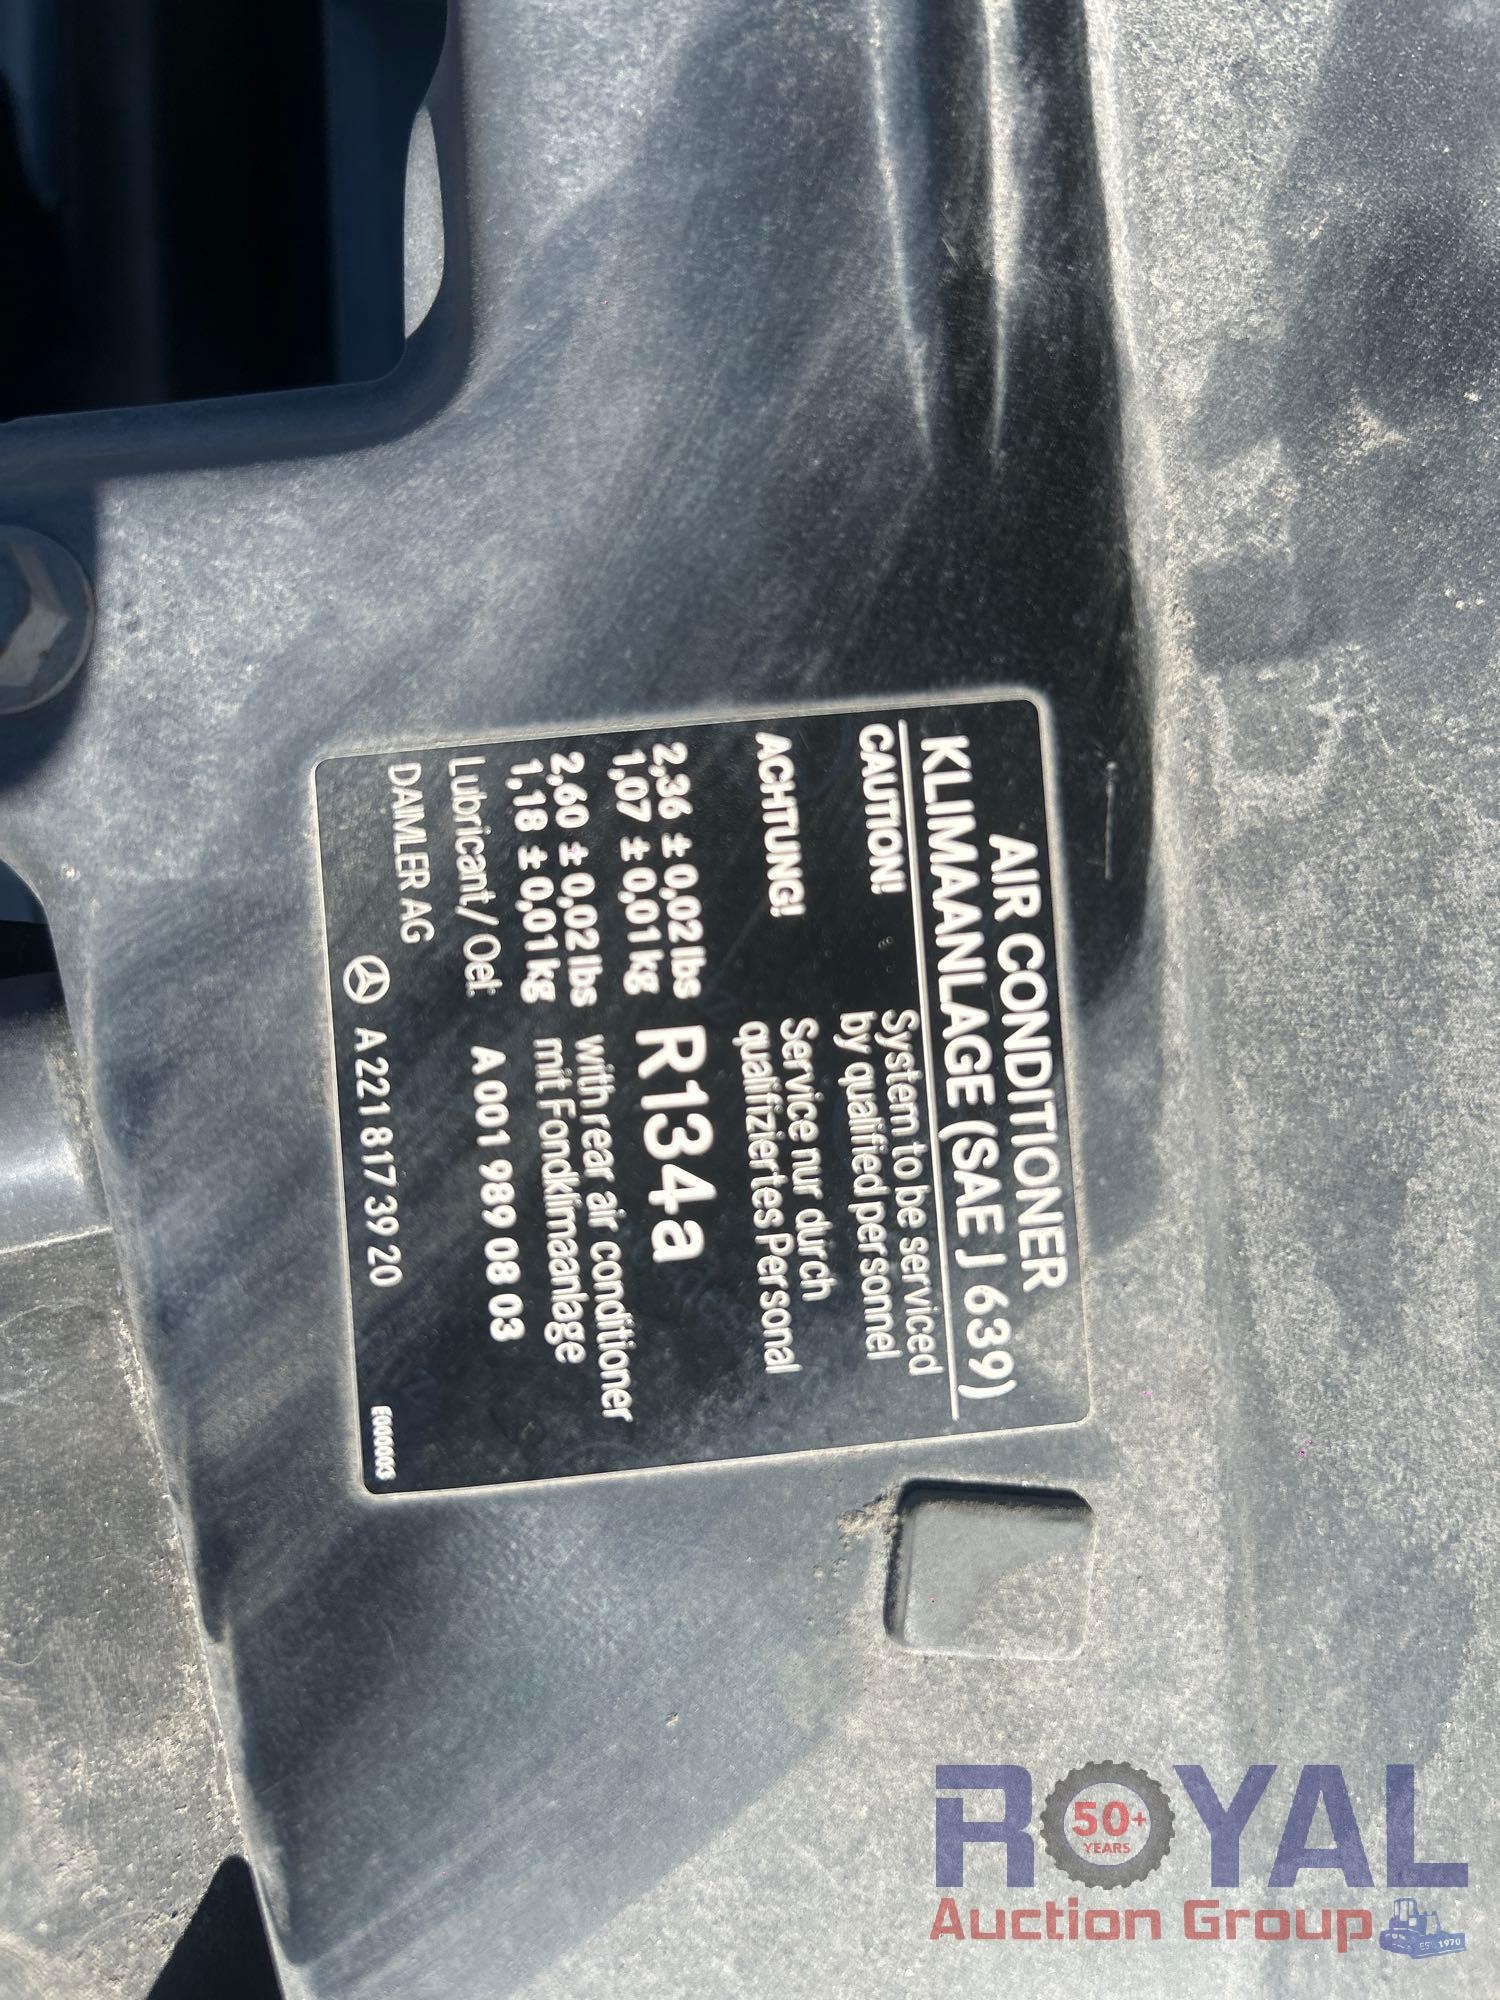 AIR CONDITIONER
KLIMAANLAGE (SAE J 639)
CAUTION! System to be serviced
by qualified personnel
ACHTUNG! Service nur durch
qualifiziertes Personal
2,36 ± 0,02 lbs R134a
1,07 ± 0,01 kg
2,60 ± 0,02 lbs with rear air conditioner
1,18 ± 0,01 kg mit Fondklimaanlage
Lubricant / Oel: A 001 989 08 03
DAIMLER AG A 221 817 39 20
E000003
ROYAL
50+
YEARS
Auction Group
EST. 1970